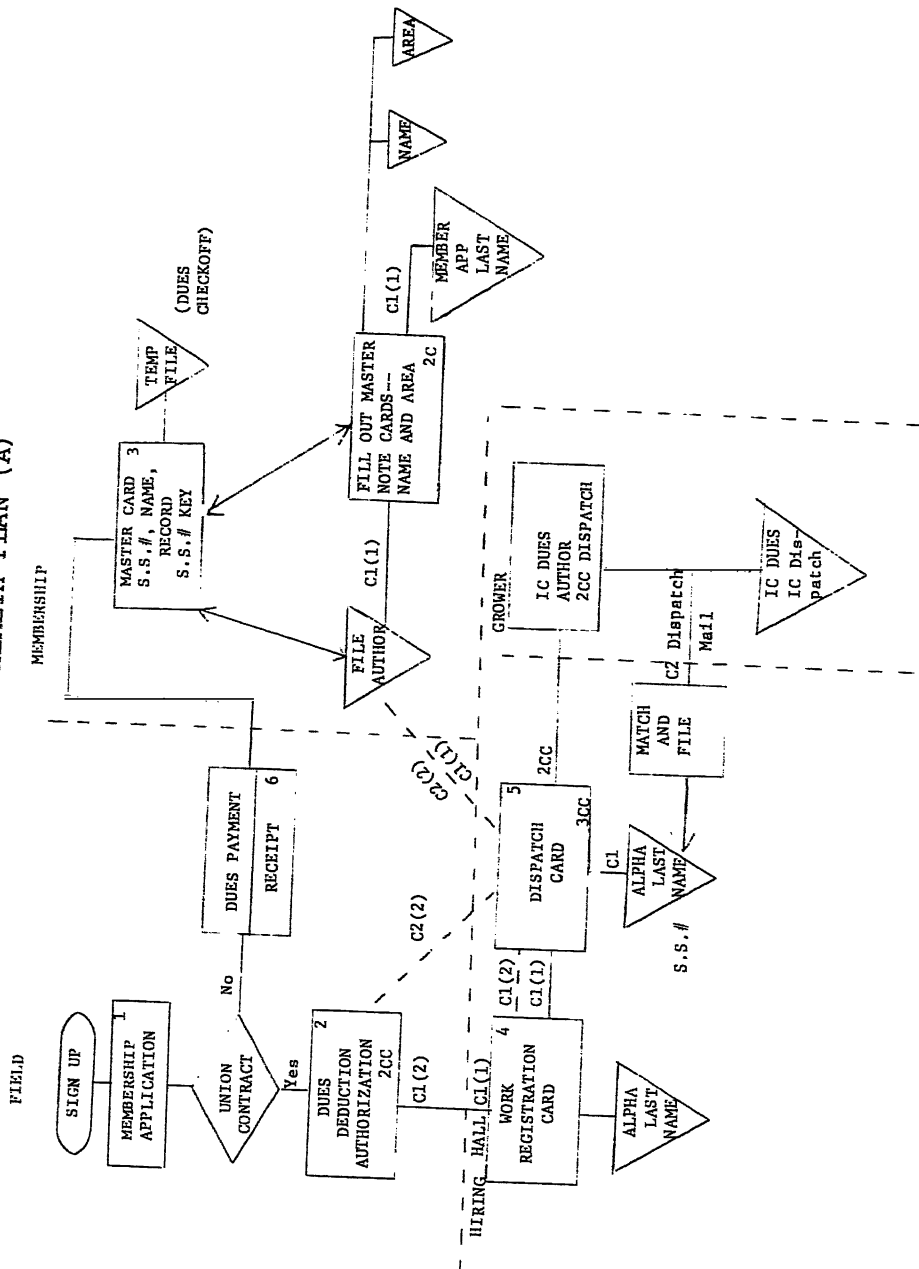 PLAN (A)
FIELD
MEMBERSHIP
SIGN UP
1
MEMBERSHIP
APPLICATION
UNION
CONTRACT
No
Yes
DUES PAYMENT
RECEIPT
6
2
DUES
DEDUCTION
AUTHORIZATION
2CC
C1(2)
C2(2)
C2(2)
C1(1)
MASTER CARD
3
S.S.#, NAME,
RECORD
S.S.# KEY
TEMP
FILE
(DUES
CHECKOFF)
FILE
AUTHOR
C1(1)
FILL OUT MASTER
NOTE CARDS--
NAME AND AREA
2C
C1(1)
MEMBER
APP
LAST
NAME
NAME
AREA
HIRING HALL
C1(1)
4
WORK
REGISTRATION
CARD
ALPHA
LAST
NAME
C1(2)
C1(1)
5
DISPATCH
CARD
3CC
2CC
C1
ALPHA
LAST
NAME
S.S.#
MATCH
AND
FILE
C2 Dispatch
Mail
GROWER
IC DUES
AUTHOR
2CC DISPATCH
IC DUES
IC Dis-
patch